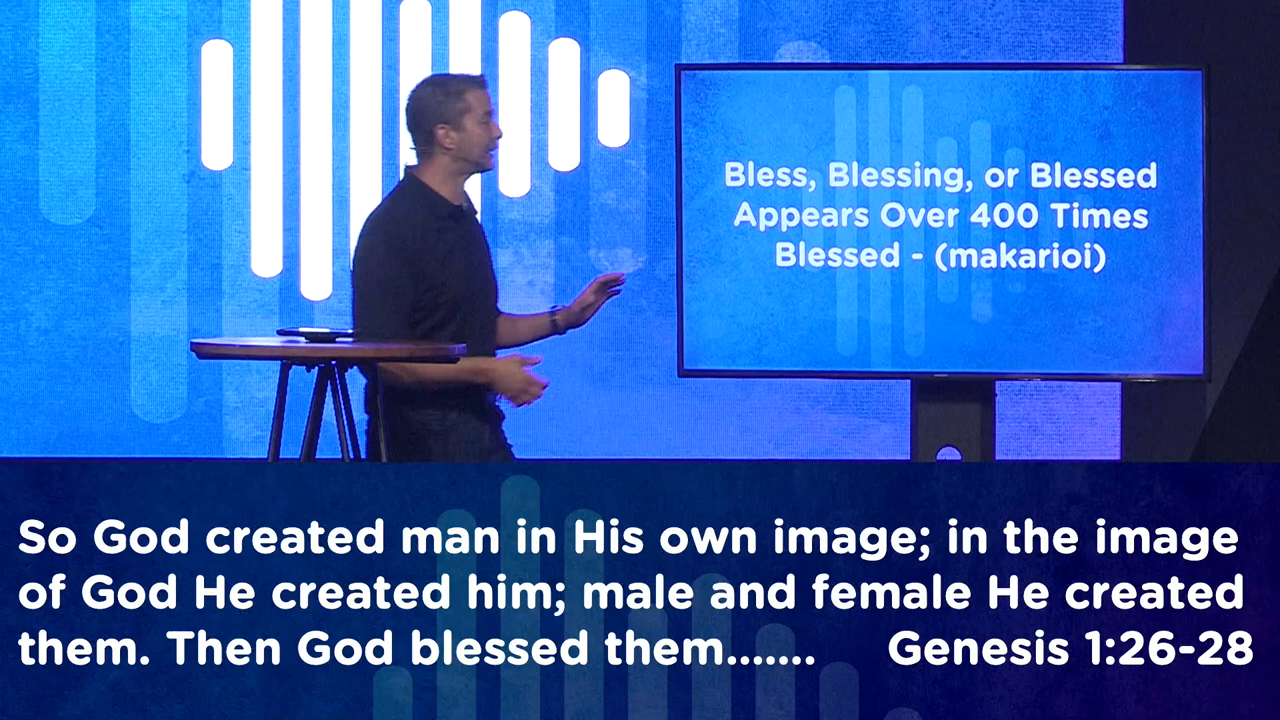 Bless, Blessing, or Blessed
Appears Over 400 Times
Blessed - (makarioi)
So God created man in His own image; in the image
of God He created him; male and female He created
them. Then God blessed them....... Genesis 1:26-28